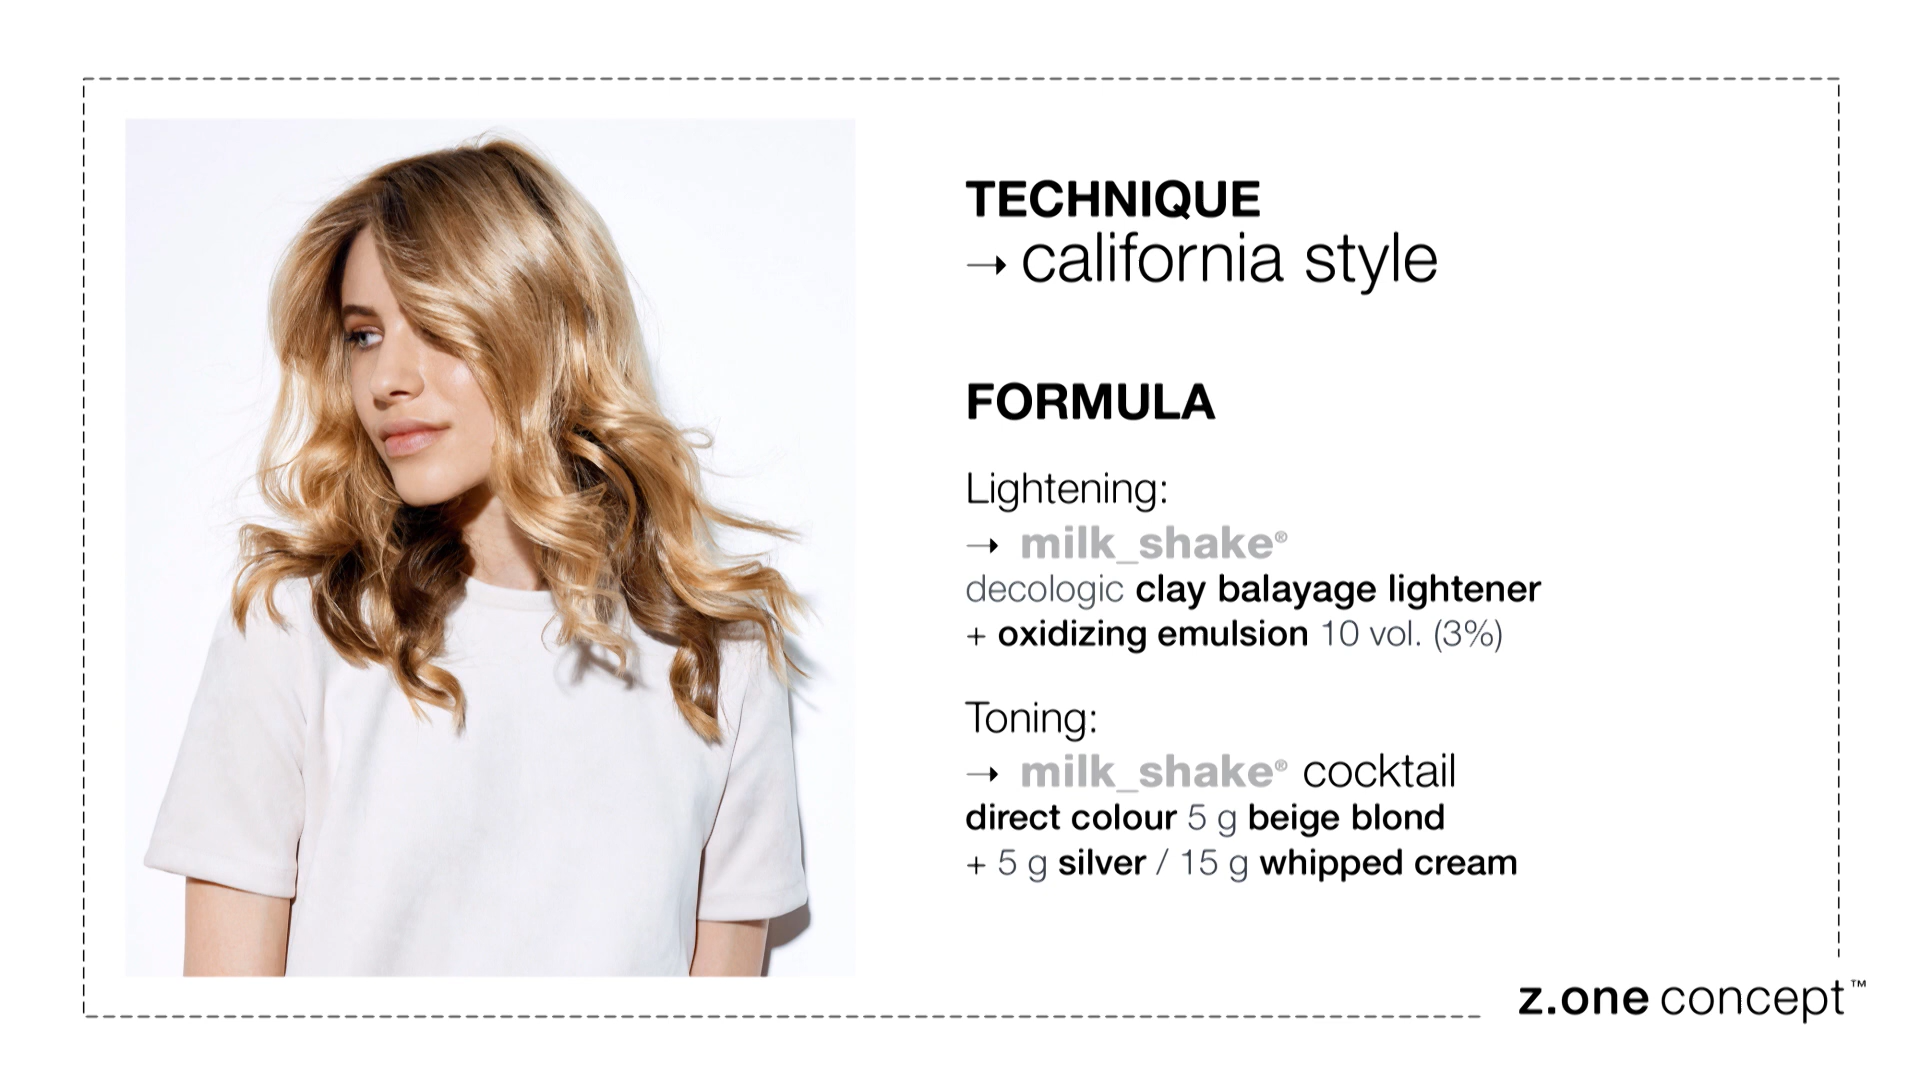 TECHNIQUE
→ california style
FORMULA
Lightening:
→ milk_shake®
decologic clay balayage lightener
+ oxidizing emulsion 10 vol. (3%)
Toning:
→ milk_shake® cocktail
direct colour 5 g beige blond
+ 5 g silver / 15 g whipped cream
z.one concept™